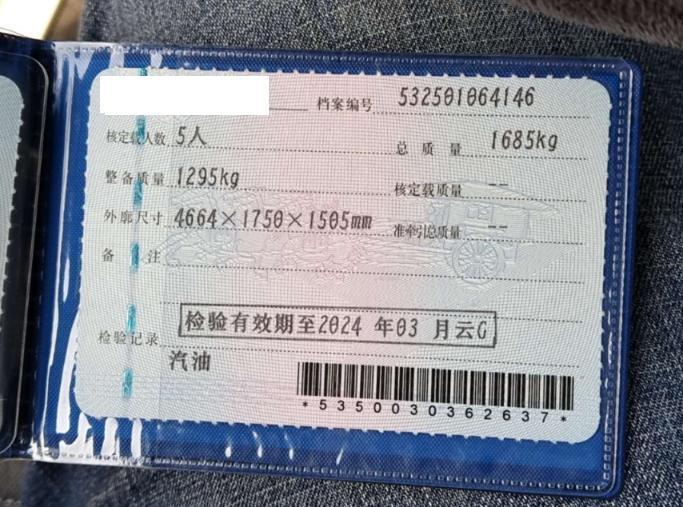 档案编号 532501064146
核定载人数 5人 总质量 1685kg
整备质量 1295kg 核定载质量 --
外廓尺寸 4664×1750×1505mm 准牵引总质量 --
备注
检验记录 检验有效期至2024 年03 月云G
汽油
*5350030362637*